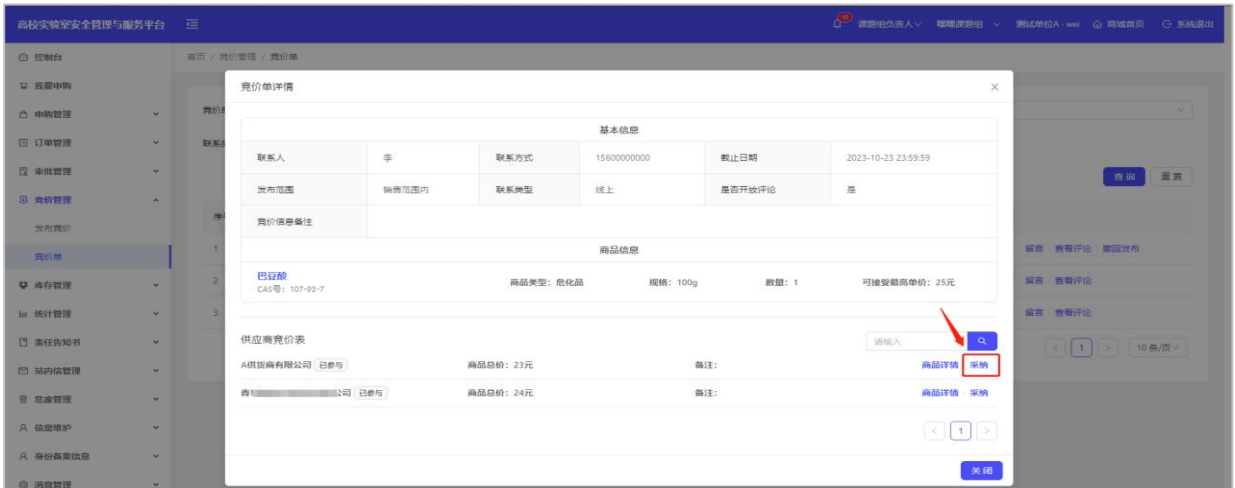 高校实验室安全管理与服务平台
10 课题组负责人 嘿嘿课题组 测试单位A-wei 商城首页 系统退出
控制台
首页 / 竞价管理 / 竞价单
我要申购
竞价单详情
申购管理
竞价
基本信息
订单管理
联系
联系人 李 联系方式 15600000000 截止日期 2023-10-23 23:59:59
审批管理
查询 重置
发布范围 销售范围内 联系类型 线上 是否开放评论 是
竞价管理
序
竞价信息备注
发布竞价
商品信息
竞价单
1 留言 查看评论 撤回发布
巴豆酸 商品类型：危化品 规格：100g 数量：1 可接受最高单价：25元
CAS号：107-93-7
库存管理
2 留言 查看评论
统计管理
3 留言 查看评论
责任告知书
供应商竞价表 请输入
< 1 > 10 条/页
A供货商有限公司 已参与 商品总价：23元 备注： 商品详情 采纳
站内信管理
青 公司 已参与 商品总价：24元 备注： 商品详情 采纳
危废管理
信息维护
< 1 >
身份备案信息
关闭
消息管理